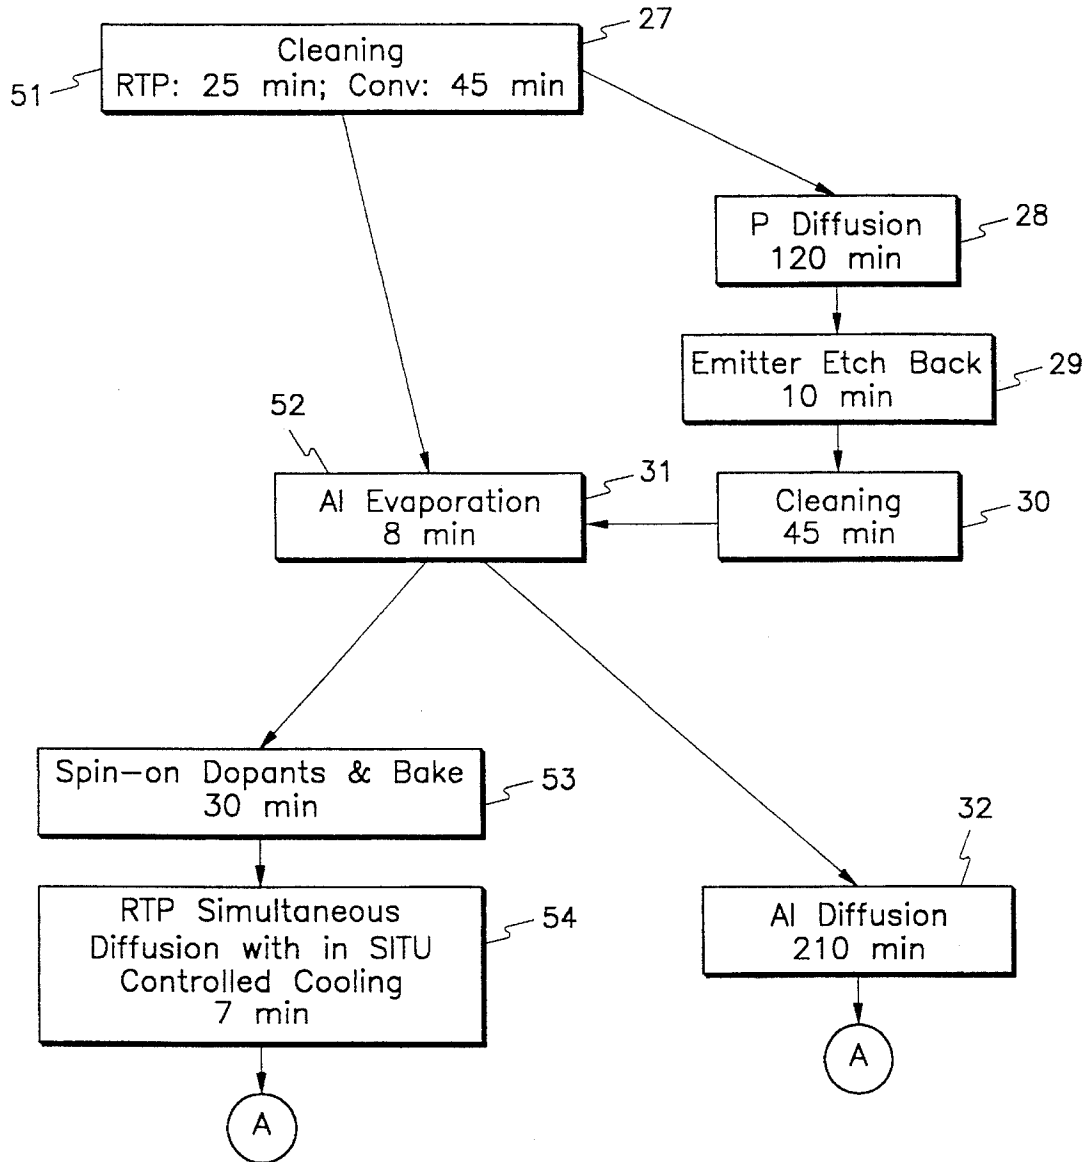 27
Cleaning
RTP: 25 min; Conv: 45 min
51
P Diffusion
120 min
28
Emitter Etch Back
10 min
29
52
Al Evaporation
8 min
31
Cleaning
45 min
30
Spin-on Dopants & Bake
30 min
53
32
RTP Simultaneous
Diffusion with in SITU
Controlled Cooling
7 min
54
Al Diffusion
210 min
A
A